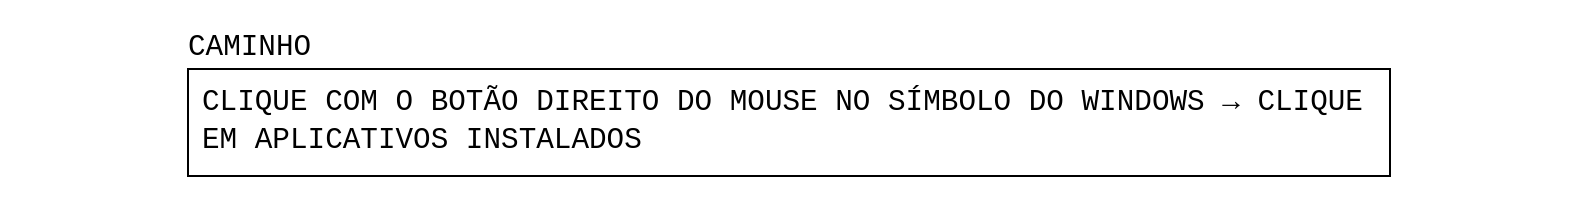 CAMINHO
CLIQUE COM O BOTÃO DIREITO DO MOUSE NO SÍMBOLO DO WINDOWS → CLIQUE
EM APLICATIVOS INSTALADOS